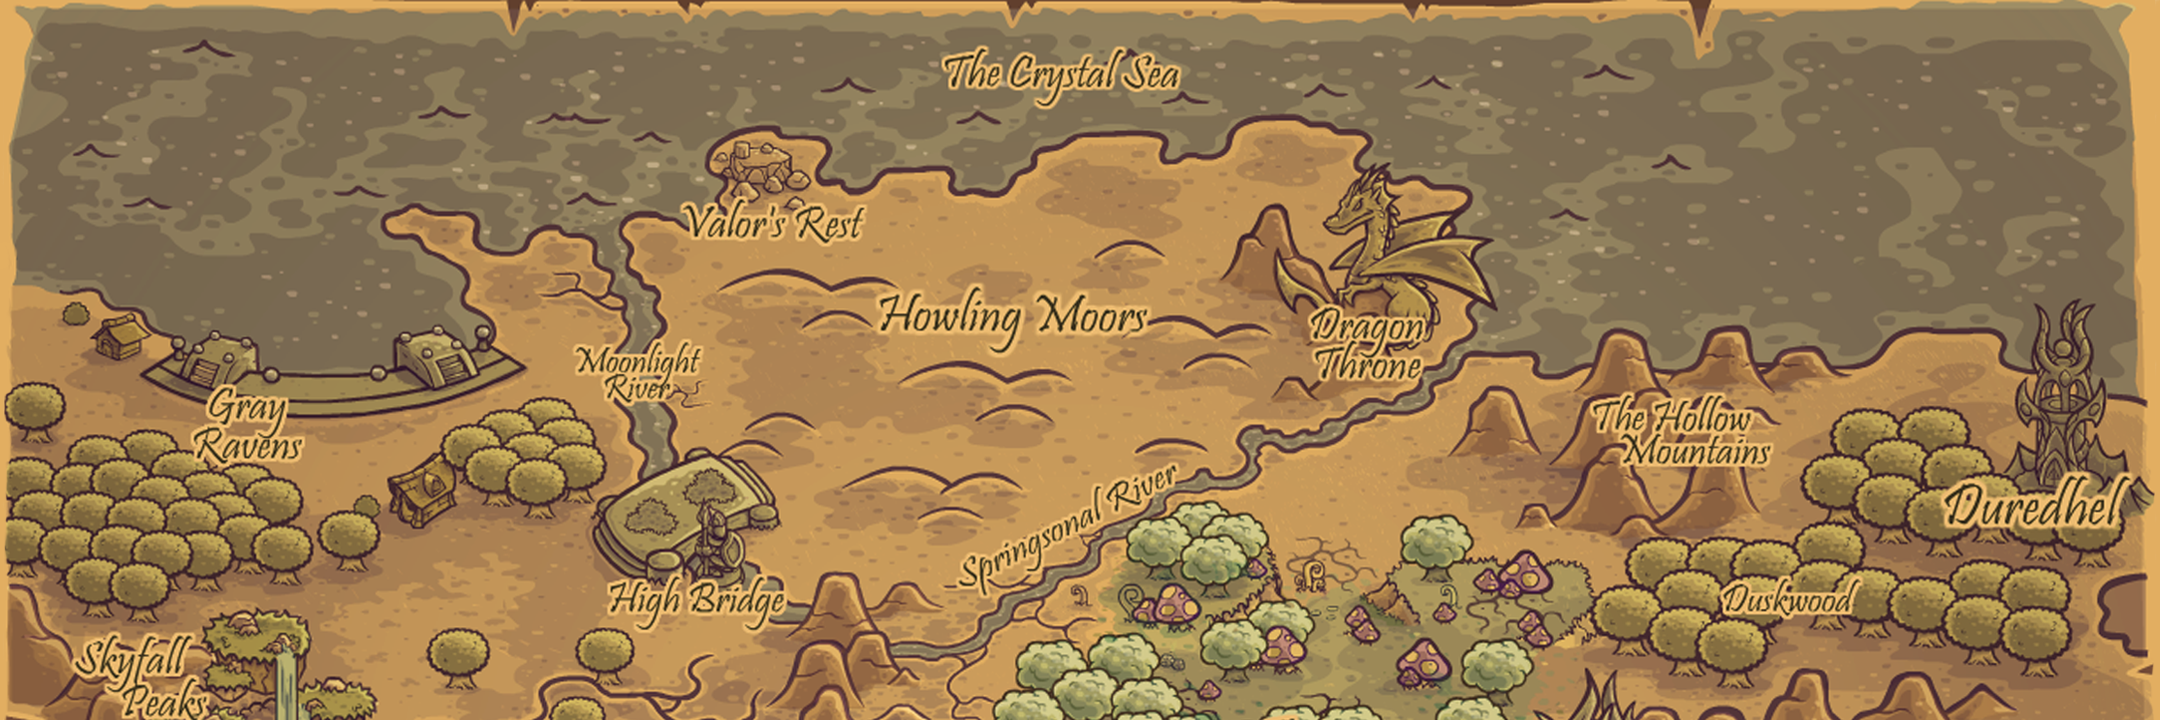 The Crystal Sea
Valor's Rest
Howling Moors
Dragon
Throne
Moonlight
River
Gray
Ravens
The Hollow
Mountains
Springsonal River
Duredhel
High Bridge
Duskwood
Skyfall
Peaks